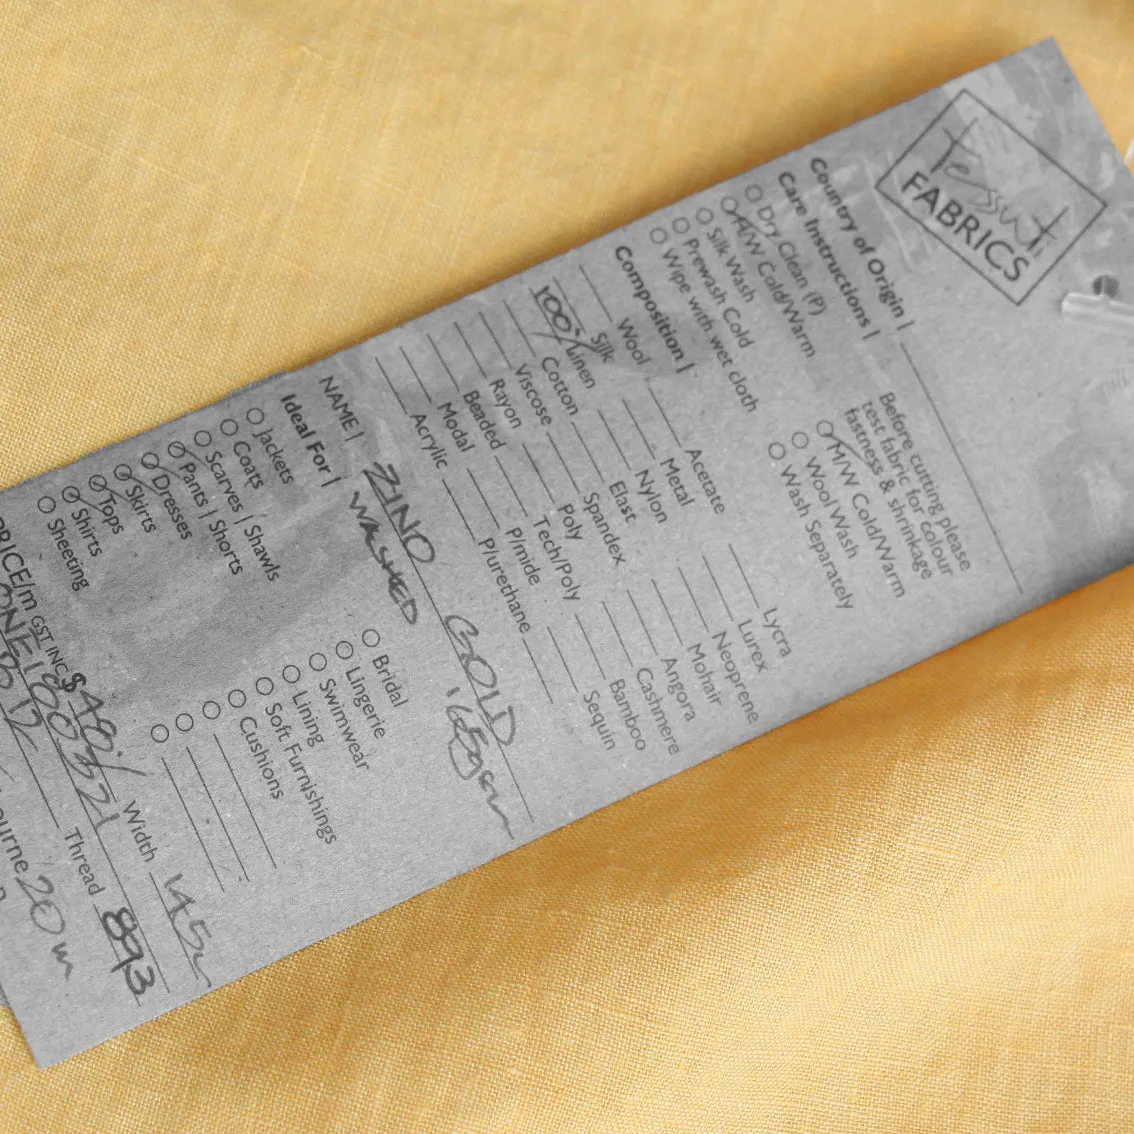 Tessuti
FABRICS
Country of Origin |
Care Instructions |
Dry Clean (P)
H/W Cold/Warm
Silk Wash
Prewash Cold
Wipe with wet cloth
Before cutting please
test fabric for colour
fastness & shrinkage
M/W Cold/Warm
Wool Wash
Wash Separately
Composition |
Wool Acetate Lycra
Silk Metal Lurex
100% Linen Nylon Neoprene
Cotton Elast Mohair
Viscose Spandex Angora
Rayon Poly Cashmere
Beaded Tech/Poly Bamboo
Modal P/mide Sequin
Acrylic P/urethane
NAME | ZINO GOLD
WASHED 185gsm
Ideal For |
Jackets
Coats
Scarves | Shawls
Pants | Shorts
Dresses
Skirts
Tops
Shirts
Sheeting
Bridal
Lingerie
Swimwear
Lining
Soft Furnishings
Cushions
PRICE/m GST INC $49 Width 145
Thread 893
20m